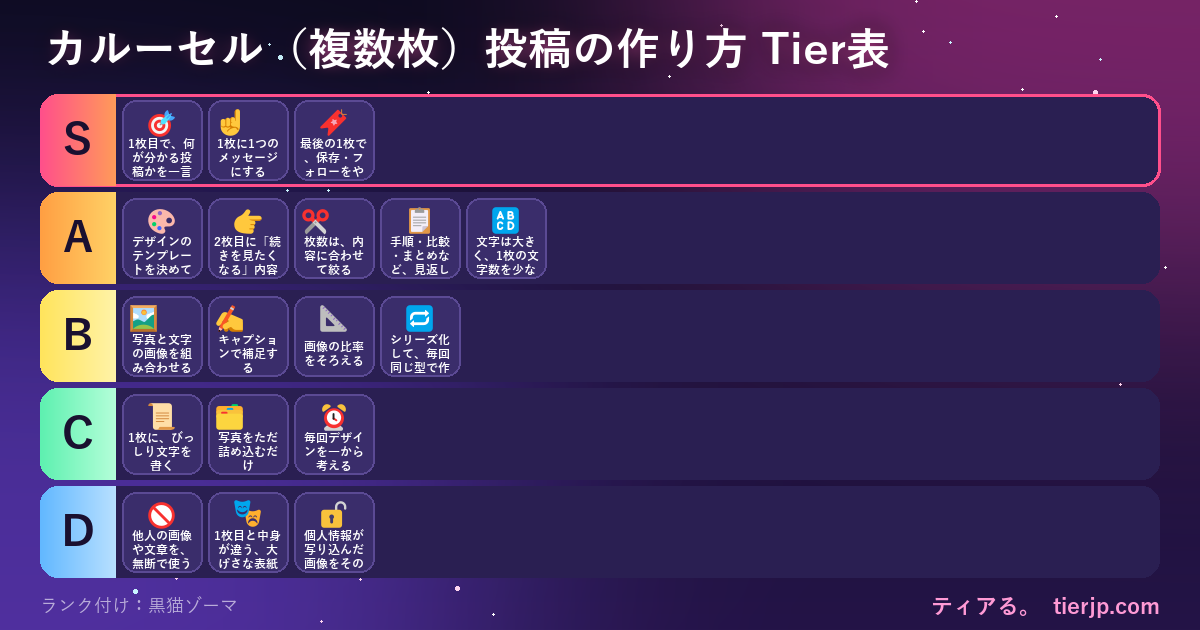 カルーセル（複数枚）投稿の作り方 Tier表
S
1枚目で、何
が分かる投
稿かを一言
1枚に1つの
メッセージ
にする
最後の1枚で
、保存・フ
ォローをや
A
デザインの
テンプレー
トを決めて
2枚目に「続
きを見たく
なる」内容
枚数は、内
容に合わせ
て絞る
手順・比較
・まとめな
ど、見返し
ABCD
文字は大き
く、1枚の文
字数を少な
B
写真と文字
の画像を組
み合わせる
キャプショ
ンで補足す
る
画像の比率
をそろえる
シリーズ化
して、毎回
同じ型で作
C
1枚に、びっ
しり文字を
書く
写真をただ
詰め込むだ
け
毎回デザイ
ンを一から
考える
D
他人の画像
や文章を、
無断で使う
1枚目と中身
が違う、大
げさな表紙
個人情報が
写り込んだ
画像をその
ランク付け：黒猫ゾーマ
ティアる。 tierjp.com